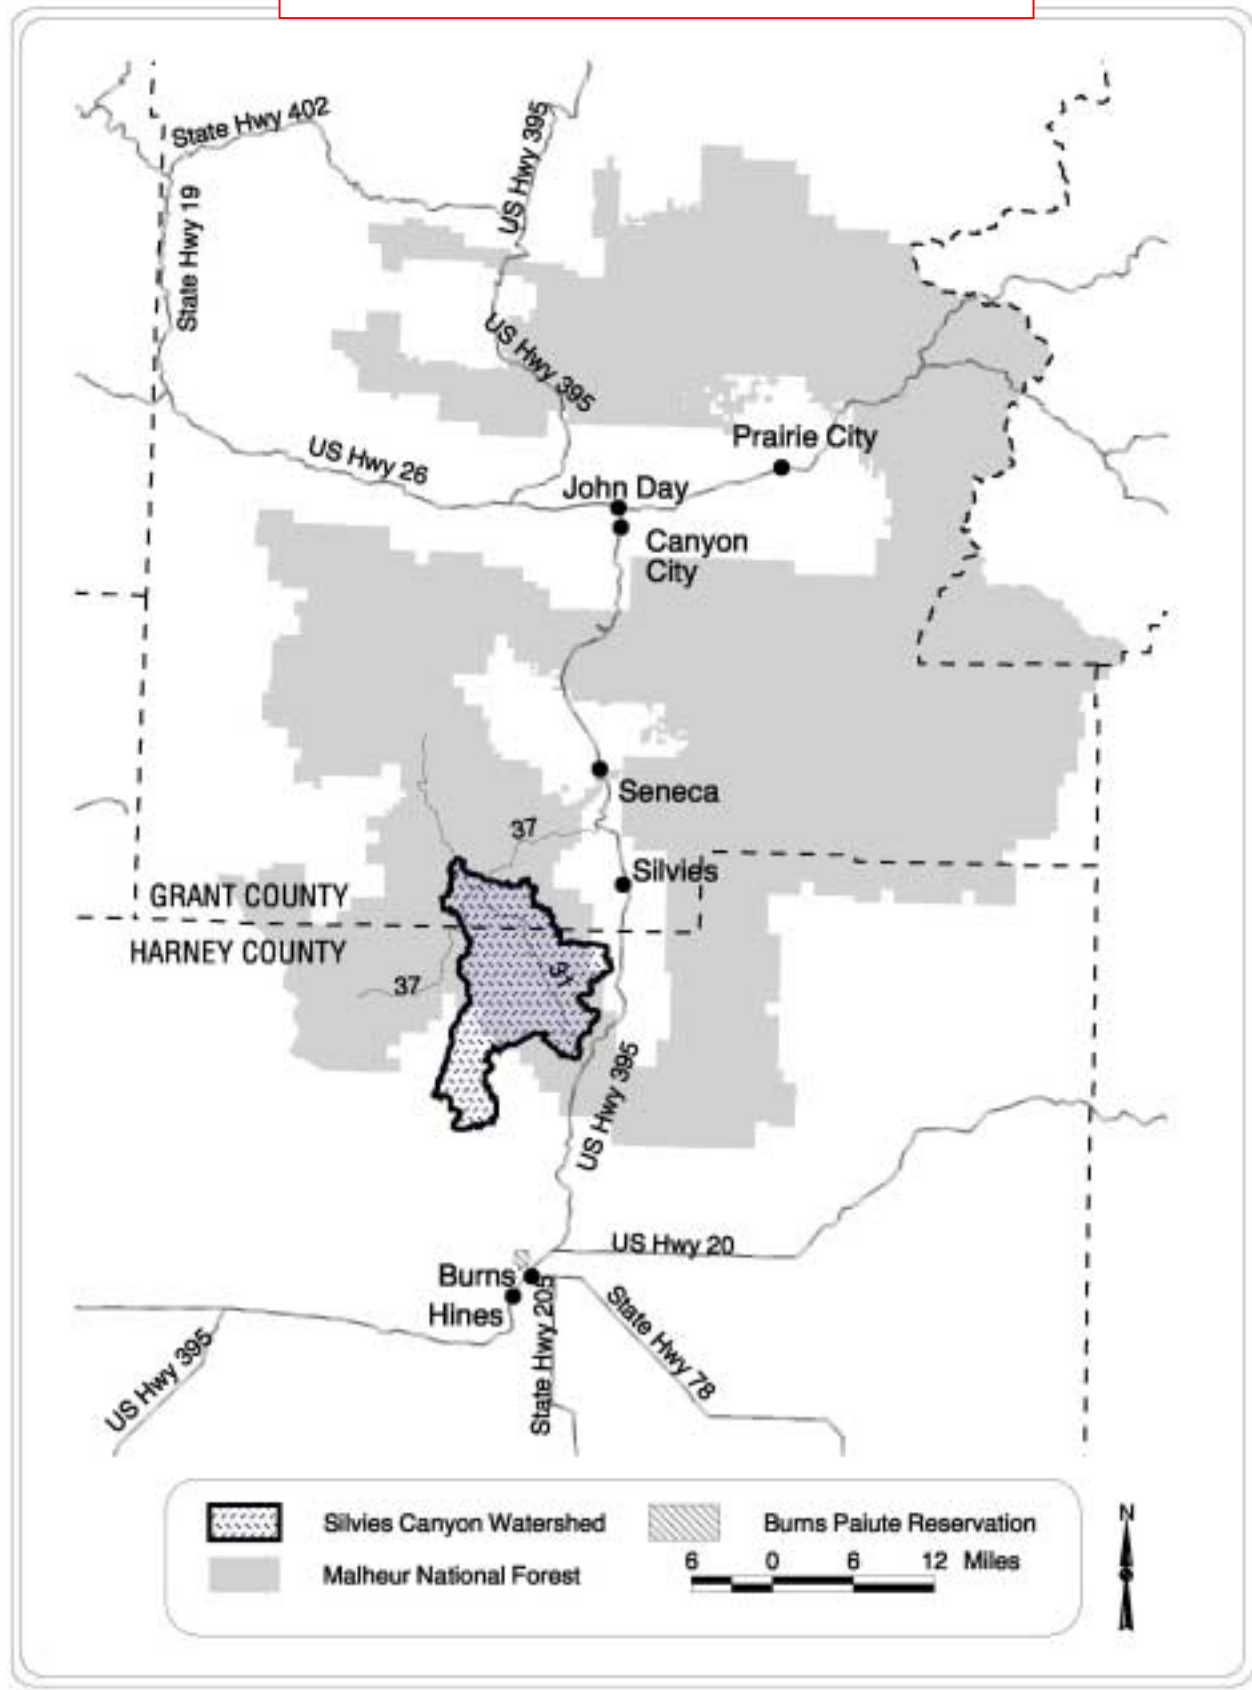 State Hwy 402
US Hwy 395
State Hwy 19
US Hwy 395
Prairie City
US Hwy 26
John Day
Canyon
City
Seneca
37
Silvies
GRANT COUNTY
HARNEY COUNTY
37
US Hwy 395
US Hwy 20
Burns
Hines
State Hwy 205
State Hwy 78
US Hwy 395
Silvies Canyon Watershed
Burns Paiute Reservation
Malheur National Forest
6 0 6 12 Miles
N